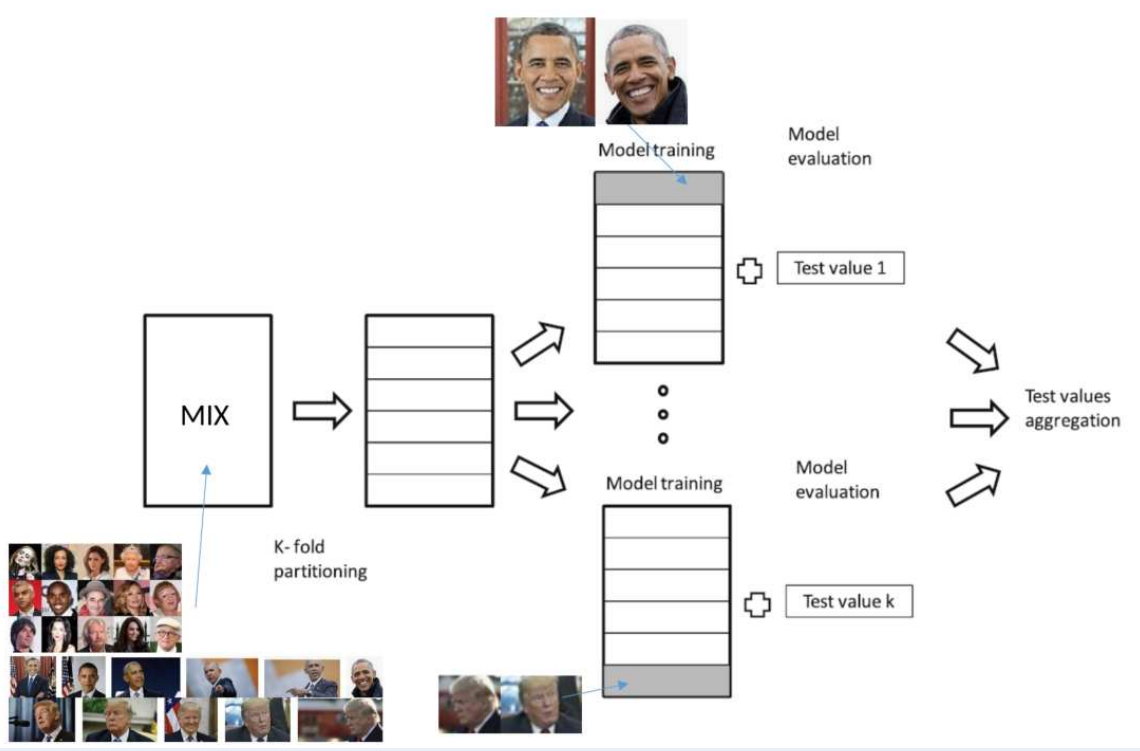 Model training
Model
evaluation
Test value 1
MIX
Test values
aggregation
Model training
Model
evaluation
K- fold
partitioning
Test value k